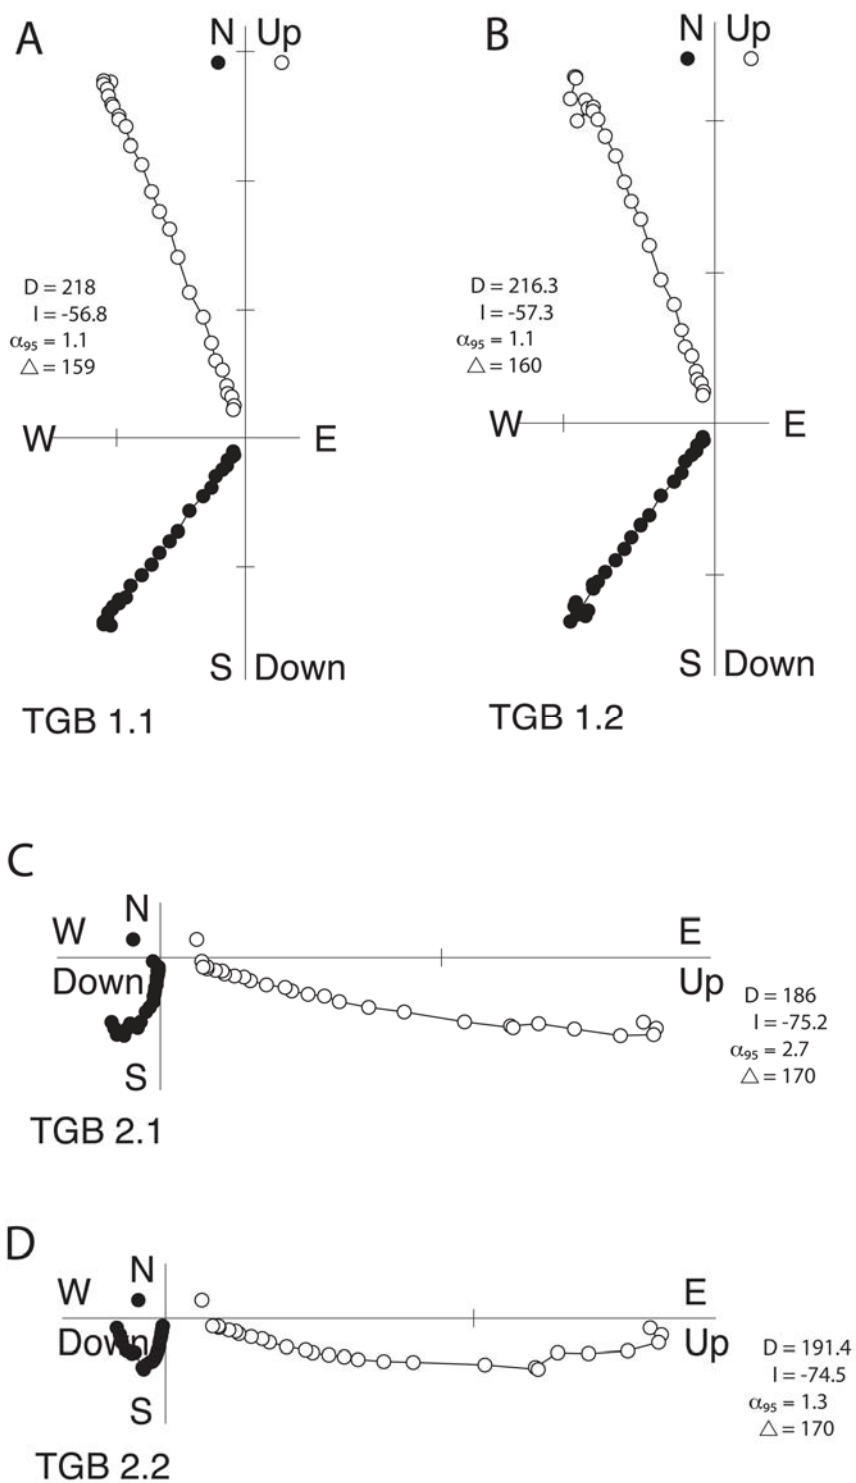 A
N Up
D = 218
I = -56.8
α95 = 1.1
△ = 159
W E
S Down
TGB 1.1
B
N Up
D = 216.3
I = -57.3
α95 = 1.1
△ = 160
W E
S Down
TGB 1.2
C
N
W E
Down Up
S
D = 186
I = -75.2
α95 = 2.7
△ = 170
TGB 2.1
D
N
W E
Down Up
S
D = 191.4
I = -74.5
α95 = 1.3
△ = 170
TGB 2.2